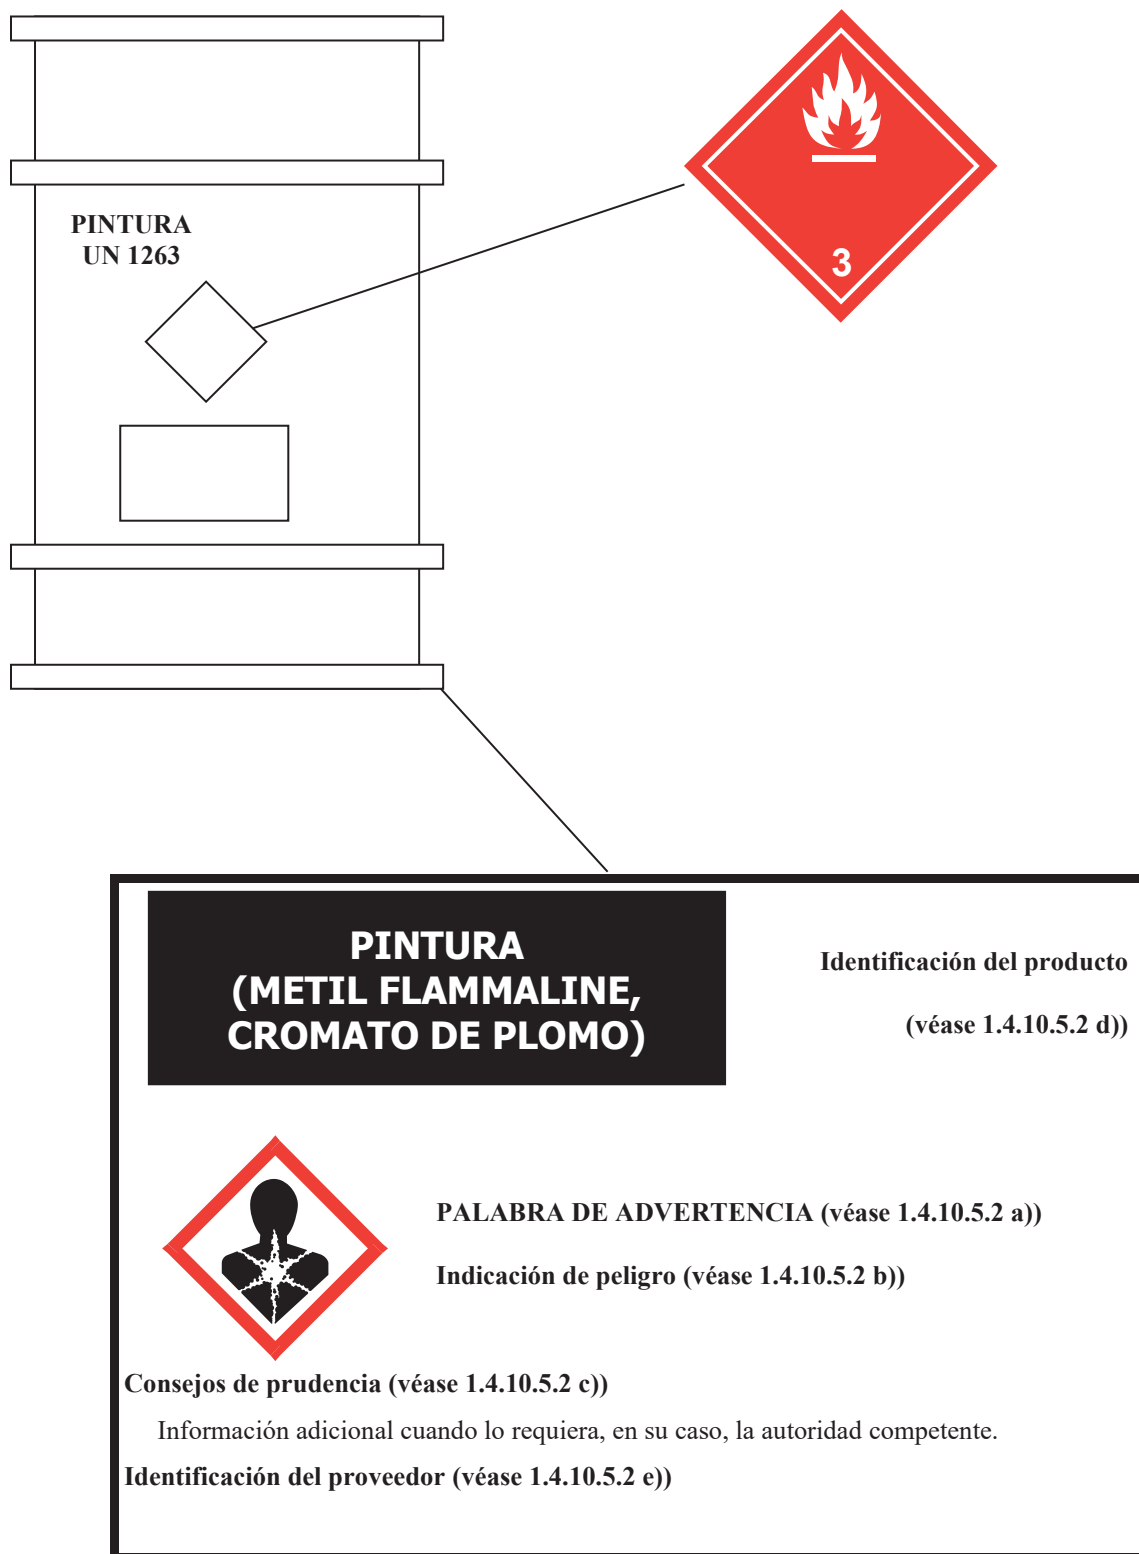 PINTURA
UN 1263
3
PINTURA
(METIL FLAMMALINE,
CROMATO DE PLOMO)
Identificación del producto
(véase 1.4.10.5.2 d))
PALABRA DE ADVERTENCIA (véase 1.4.10.5.2 a))
Indicación de peligro (véase 1.4.10.5.2 b))
Consejos de prudencia (véase 1.4.10.5.2 c))
Información adicional cuando lo requiera, en su caso, la autoridad competente.
Identificación del proveedor (véase 1.4.10.5.2 e))